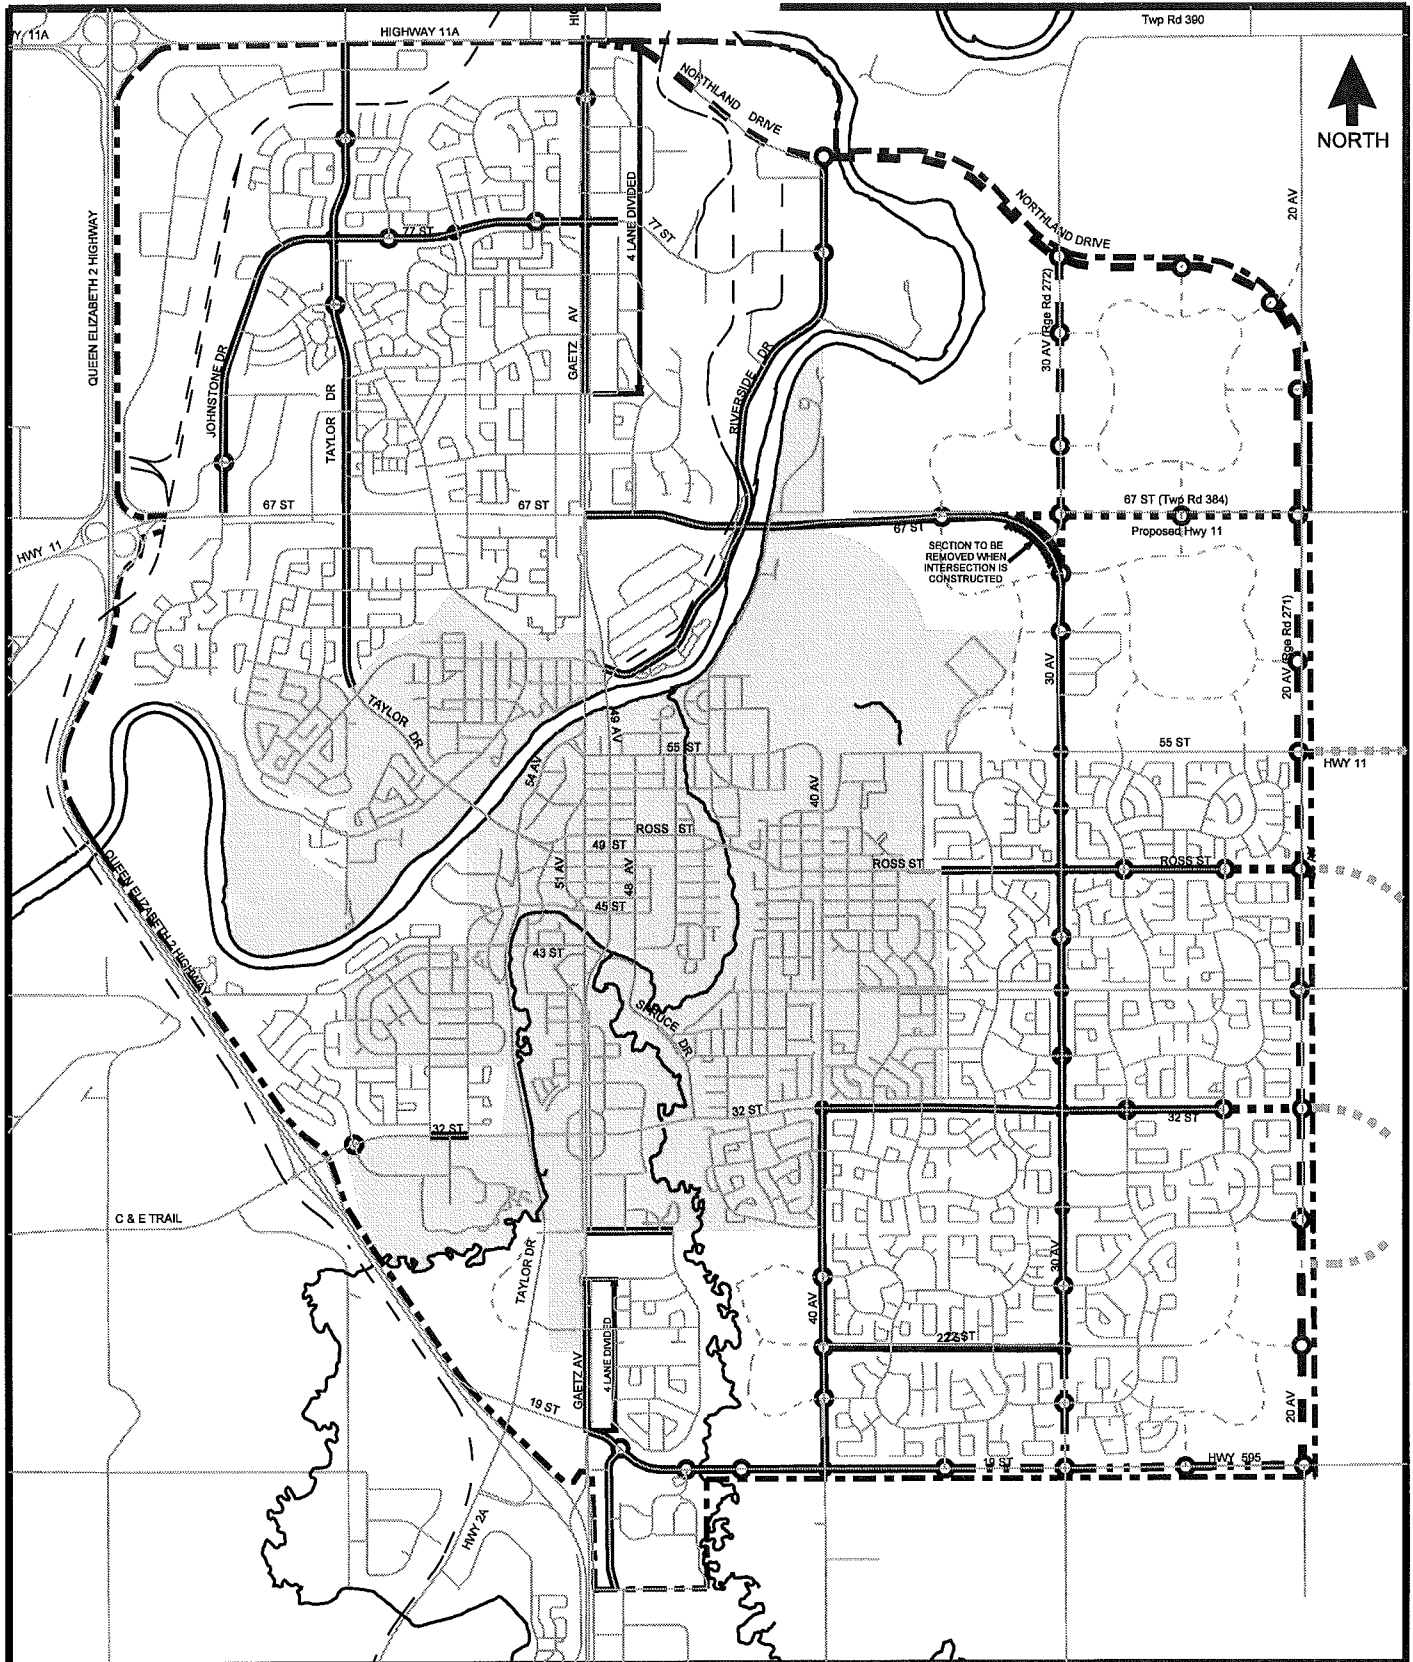 Twp Rd 390
Y. 11A
HIGHWAY 11A
HIG
NORTH
NORTHLAND DRIVE
QUEEN ELIZABETH 2 HIGHWAY
4 LANE DIVIDED
20 AV
NORTHLAND DRIVE
77 ST
77 ST
30 AV (Rge Rd 272)
GAETZ AV
JOHNSTONE DR
TAYLOR DR
RIVERSIDE DR
67 ST
67 ST
67 ST (Twp Rd 384)
67 ST
Proposed Hwy 11
HWY 11
SECTION TO BE
REMOVED WHEN
INTERSECTION IS
CONSTRUCTED
20 AV (Rge Rd 271)
30 AV
TAYLOR DR
49 AV
55 ST
55 ST
HWY 11
54 AV
40 AV
ROSS ST
49 ST
ROSS ST
ROSS ST
QUEEN ELIZABETH 2 HIGHWAY
51 AV
48 AV
45 ST
43 ST
SPRUCE DR
32 ST
32 ST
32 ST
C & E TRAIL
TAYLOR DR
30 AV
40 AV
22 ST
22 ST
GAETZ AV
4 LANE DIVIDED
19 ST
20 AV
19 ST
HWY 595
HWY 2A